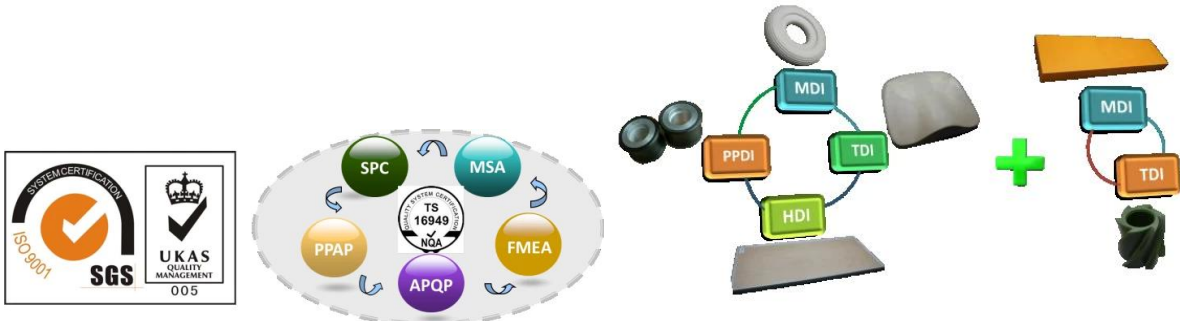 SYSTEM CERTIFICATION
ISO 9001
SGS
UKAS
QUALITY
MANAGEMENT
005
SPC
MSA
PPAP
FMEA
APQP
QUALITY SYSTEM CERTIFICATION
TS
16949
NQA
MDI
PPDI
TDI
HDI
MDI
TDI